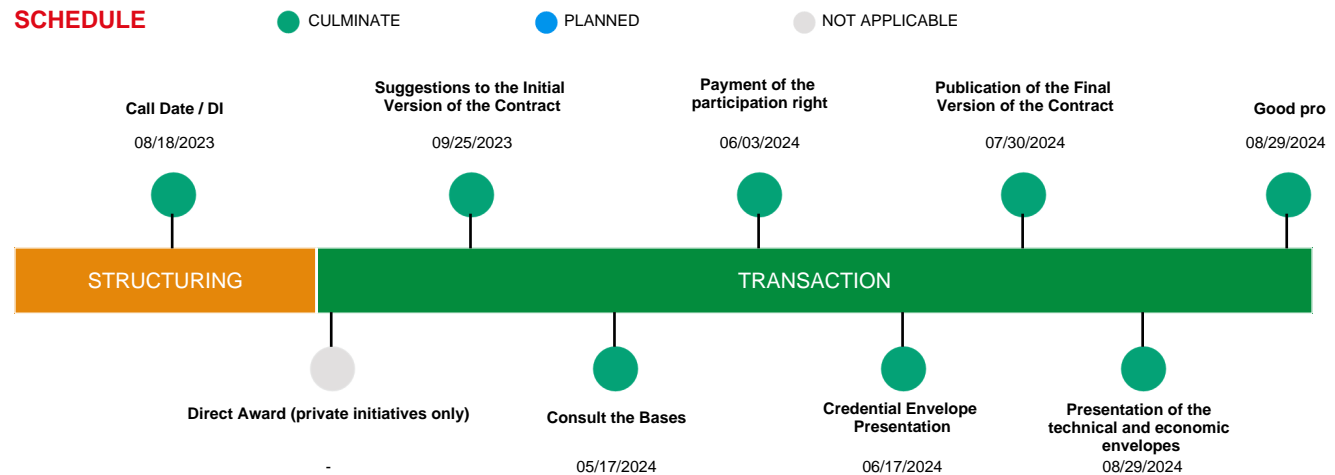 SCHEDULE
CULMINATE
PLANNED
NOT APPLICABLE
Call Date / DI
08/18/2023
Suggestions to the Initial
Version of the Contract
09/25/2023
Payment of the
participation right
06/03/2024
Publication of the Final
Version of the Contract
07/30/2024
Good pro
08/29/2024
STRUCTURING
TRANSACTION
Direct Award (private initiatives only)
-
Consult the Bases
05/17/2024
Credential Envelope
Presentation
06/17/2024
Presentation of the
technical and economic
envelopes
08/29/2024